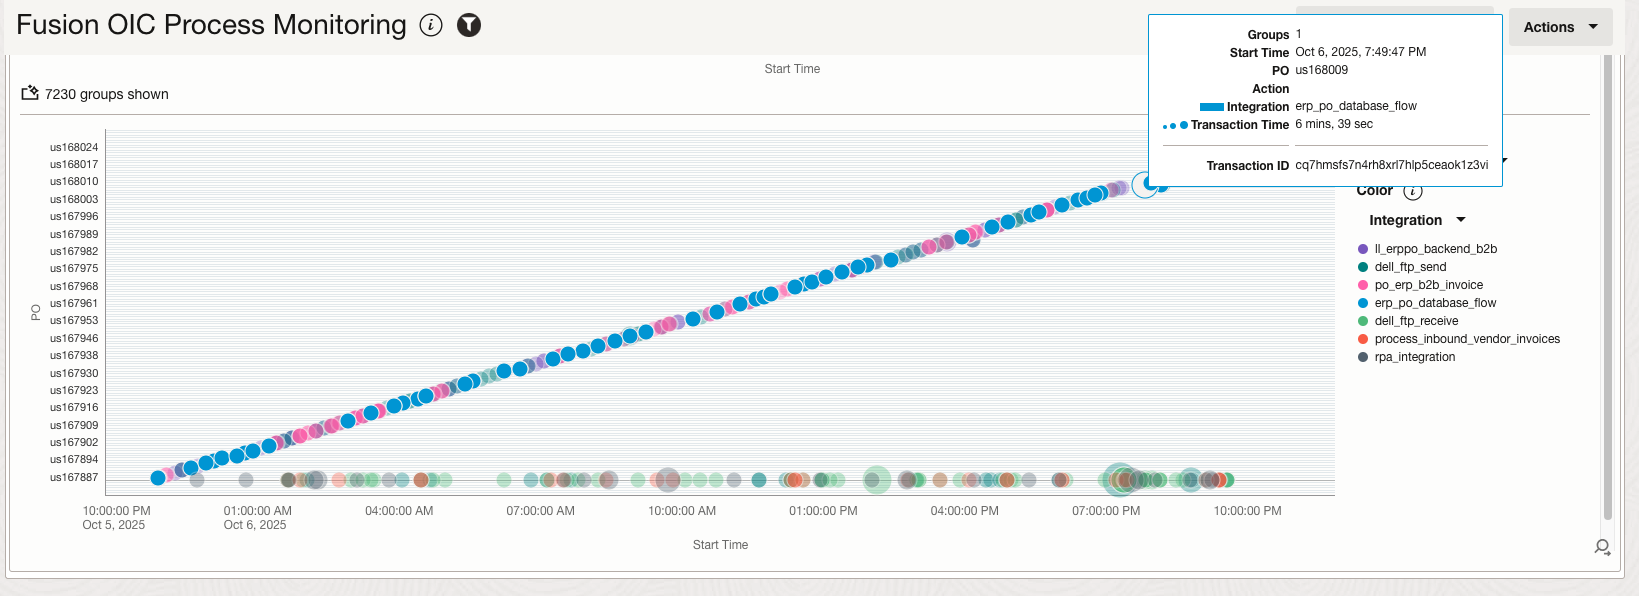 Fusion OIC Process Monitoring
Actions
Groups 1
Start Time Oct 6, 2025, 7:49:47 PM
PO us168009
Action
Integration erp_po_database_flow
Transaction Time 6 mins, 39 sec
Transaction ID cq7hmsfs7n4rh8xrl7hlp5ceaok1z3vi
Start Time
7230 groups shown
us168024
us168017
us168010
us168003
us167996
us167989
us167982
us167975
us167968
us167961
us167953
us167946
us167938
us167930
us167923
us167916
us167909
us167902
us167894
us167887
PO
10:00:00 PM
Oct 5, 2025
01:00:00 AM
Oct 6, 2025
04:00:00 AM
07:00:00 AM
10:00:00 AM
01:00:00 PM
04:00:00 PM
07:00:00 PM
10:00:00 PM
Start Time
Color
Integration
ll_erppo_backend_b2b
dell_ftp_send
po_erp_b2b_invoice
erp_po_database_flow
dell_ftp_receive
process_inbound_vendor_invoices
rpa_integration